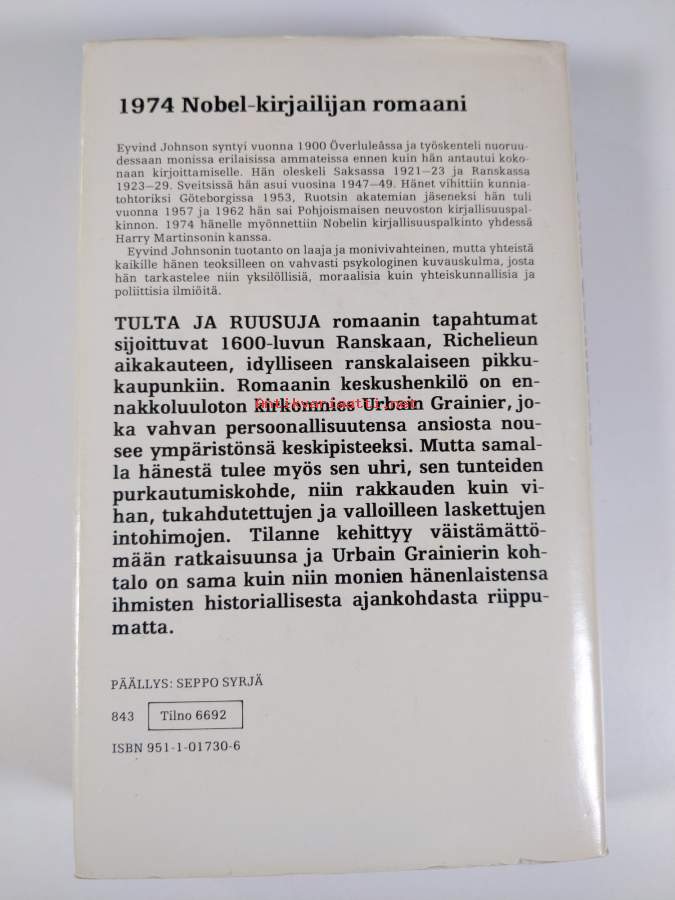 1974 Nobel-kirjailijan romaani
Eyvind Johnson syntyi vuonna 1900 Överluleåssa ja työskenteli nuoruu-
dessaan monissa erilaisissa ammateissa ennen kuin hän antautui koko-
naan kirjoittamiselle. Hän oleskeli Saksassa 1921—23 ja Ranskassa
1923—29. Sveitsissä hän asui vuosina 1947—49. Hänet vihittiin kunnia-
tohtoriksi Göteborgissa 1953, Ruotsin akatemian jäseneksi hän tuli
vuonna 1957 ja 1962 hän sai Pohjoismaisen neuvoston kirjallisuuspal-
kinnon. 1974 hänelle myönnettiin Nobelin kirjallisuuspalkinto yhdessä
Harry Martinsonin kanssa.
Eyvind Johnsonin tuotanto on laaja ja monivivahteinen, mutta yhteistä
kaikille hänen teoksilleen on vahvasti psykologinen kuvauskulma, josta
hän tarkastelee niin yksilöllisiä, moraalisia kuin yhteiskunnallisia ja
poliittisia ilmiöitä.
TULTA JA RUUSUJA romaanin tapahtumat
sijoittuvat 1600-luvun Ranskaan, Richelieun
aikakauteen, idylliseen ranskalaiseen pikku-
kaupunkiin. Romaanin keskushenkilö on en-
nakkoluuloton kirkonmies Urbain Grainier, jo-
ka vahvan persoonallisuutensa ansiosta nou-
see ympäristönsä keskipisteeksi. Mutta samal-
la hänestä tulee myös sen uhri, sen tunteiden
purkautumiskohde, niin rakkauden kuin vi-
han, tukahdutettujen ja valloilleen laskettujen
intohimojen. Tilanne kehittyy väistämättö-
mään ratkaisuunsa ja Urbain Grainierin koh-
talo on sama kuin niin monien hänenlaistensa
ihmisten historiallisesta ajankohdasta riippu-
matta.
PÄÄLLYS: SEPPO SYRJÄ
843 Tilno 6692
ISBN 951-1-01730-6